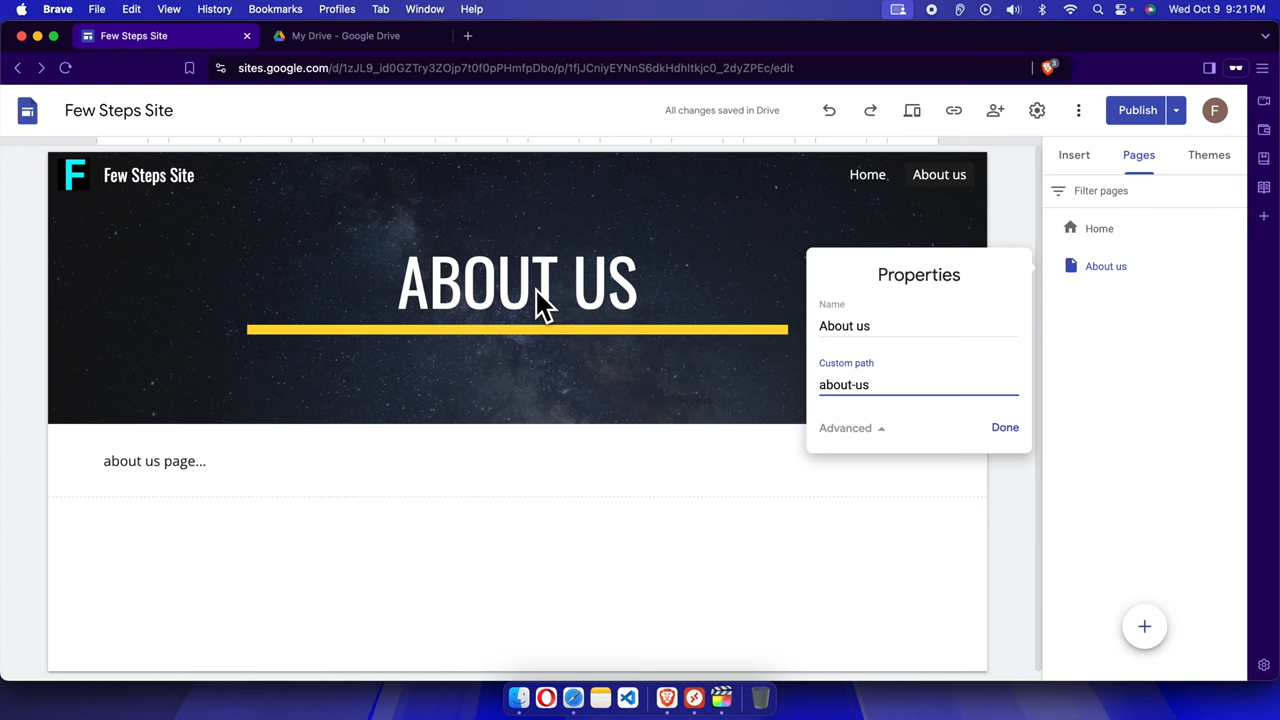 Brave File Edit View History Bookmarks Profiles Tab Window Help Wed Oct 9 9:21 PM
Few Steps Site
My Drive - Google Drive
sites.google.com/d/1zJL9_id0GZTry3ZOjp7t0f0pPHmfpDbo/p/1fjJCniyEYNnS6dkHdhItkjc0_2dyZPEc/edit
3
Few Steps Site
All changes saved in Drive
Publish
F
Insert Pages Themes
Filter pages
Home
About us
F Few Steps Site
Home About us
ABOUT US
about us page...
Properties
Name
About us
Custom path
about-us
Advanced
Done